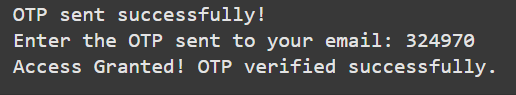 OTP sent successfully!
Enter the OTP sent to your email: 324970
Access Granted! OTP verified successfully.